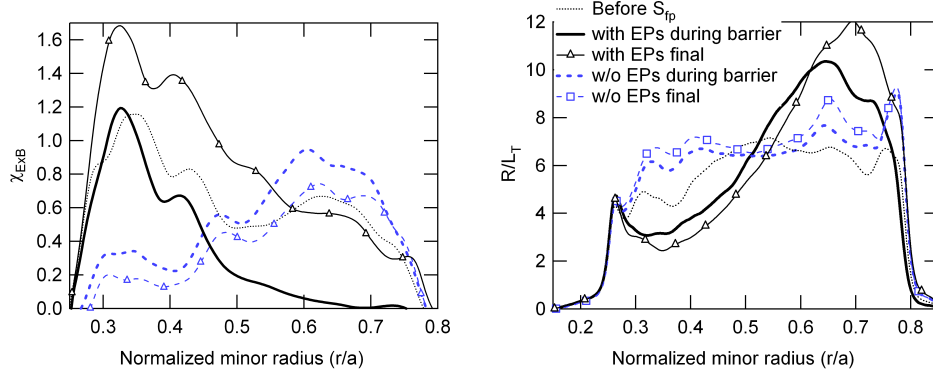 1.6
1.4
1.2
1.0
0.8
0.6
0.4
0.2
0.0
χExB
0.3 0.4 0.5 0.6 0.7 0.8
Normalized minor radius (r/a)
Before Sfp
with EPs during barrier
with EPs final
w/o EPs during barrier
w/o EPs final
12
10
8
6
4
2
0
R/LT
0.2 0.3 0.4 0.5 0.6 0.7 0.8
Normalized minor radius (r/a)